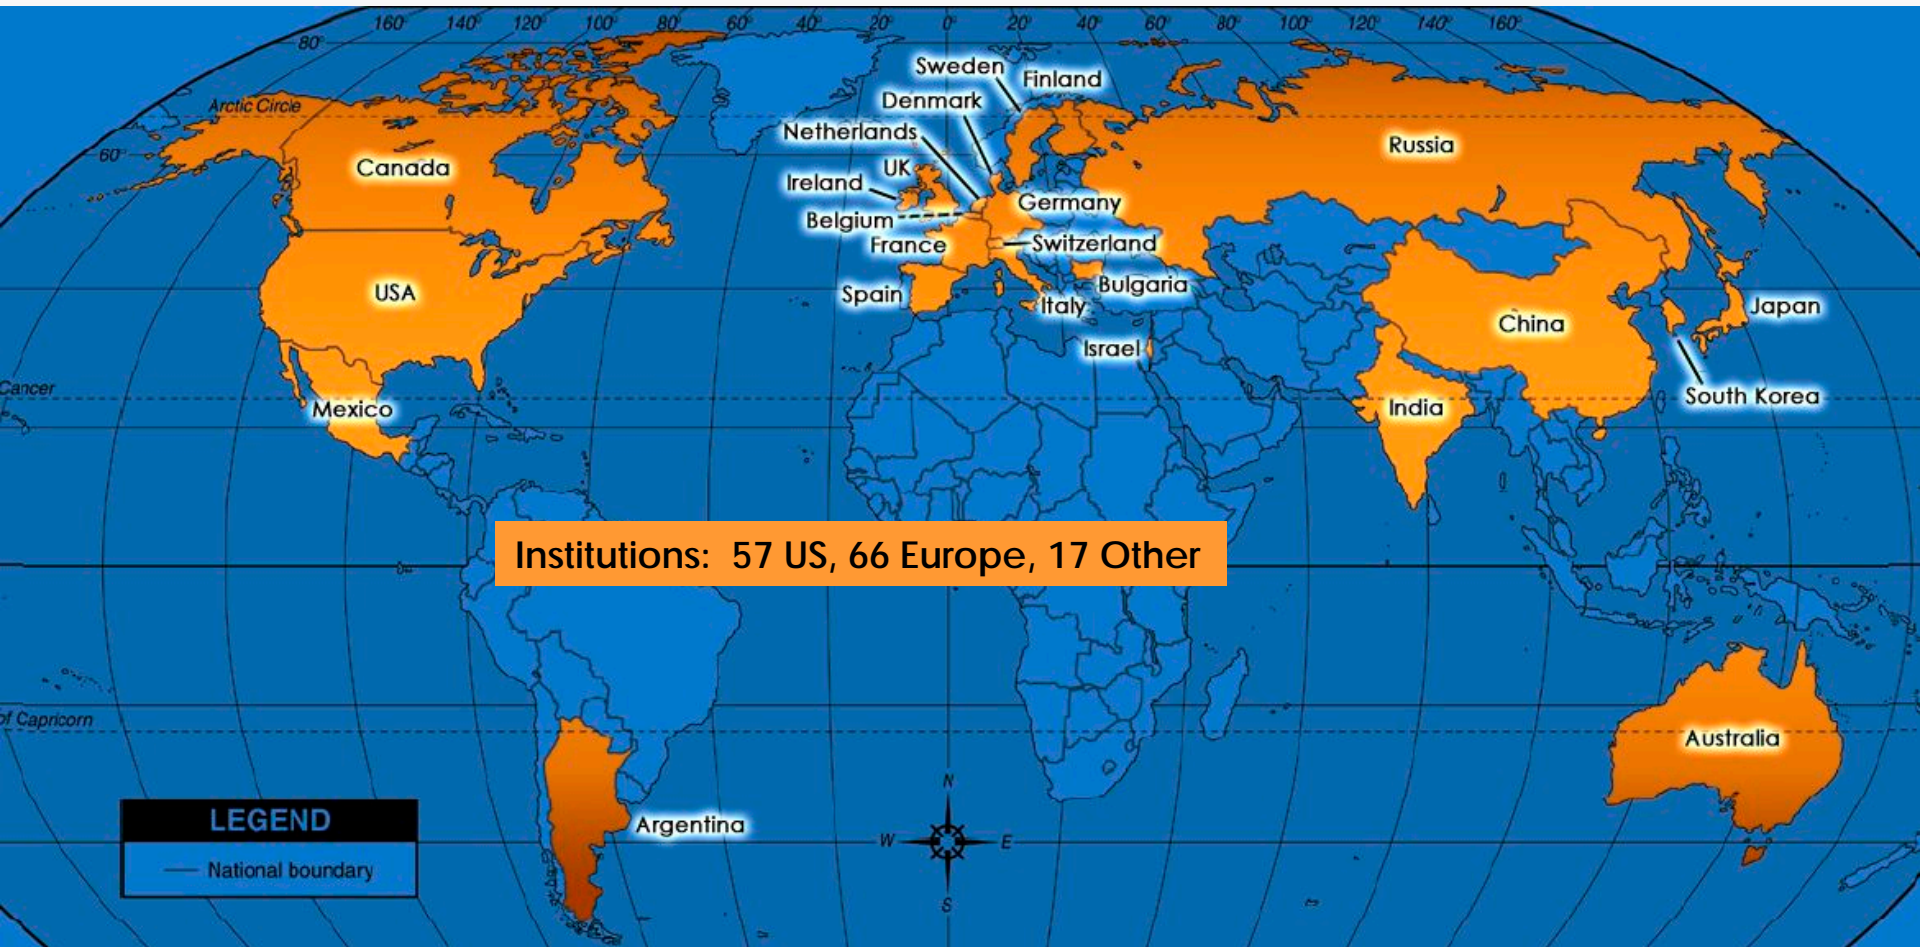 160° 140° 120° 100° 80° 60° 40° 20° 0° 20° 40° 60° 80° 100° 120° 140° 160°
80°
Sweden
Finland
Denmark
Arctic Circle
Netherlands
Russia
60°
Canada
UK
Ireland
Germany
Belgium
France
Switzerland
USA
Spain
Bulgaria
Italy
Japan
China
Israel
Cancer
South Korea
Mexico
India
Institutions: 57 US, 66 Europe, 17 Other
of Capricorn
Australia
N
LEGEND
Argentina
W E
National boundary
S